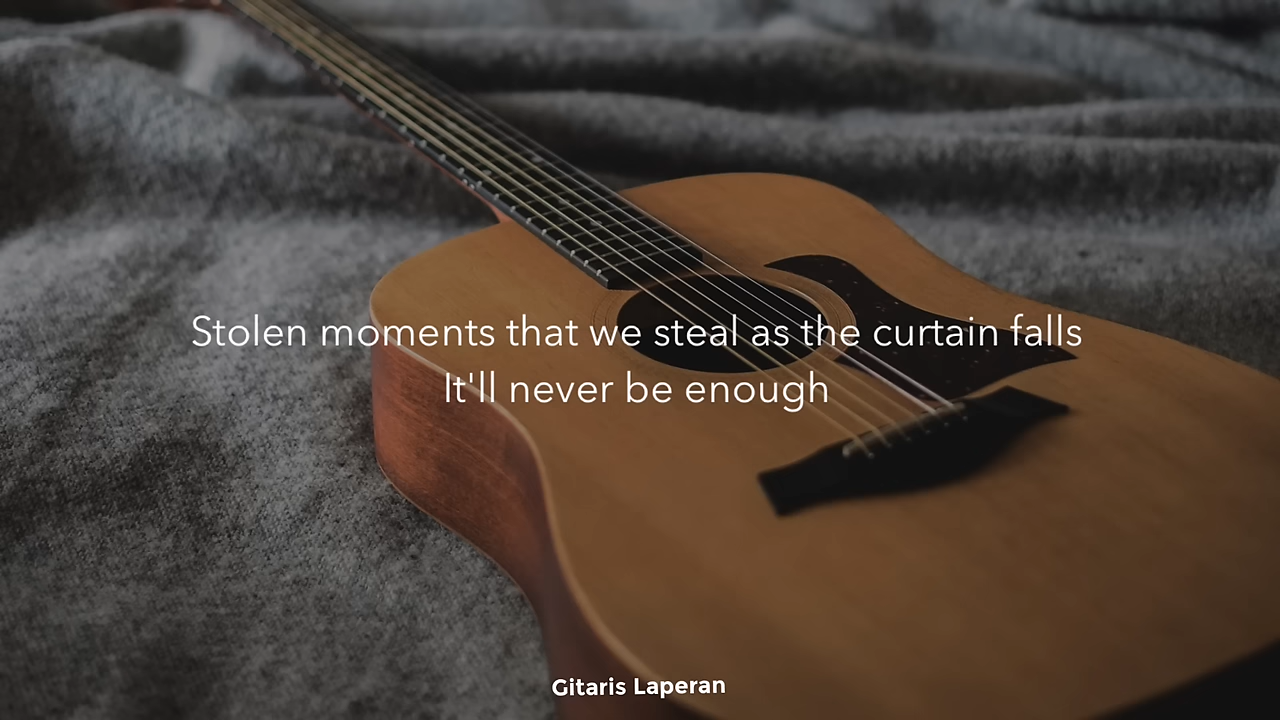 Stolen moments that we steal as the curtain falls
It'll never be enough
Gitaris Laperan